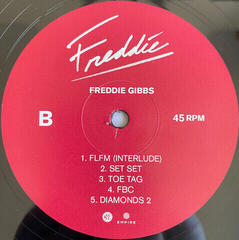 Freddie
FREDDIE GIBBS
B
45 RPM
1. FLFM (INTERLUDE)
2. SET SET
3. TOE TAG
4. FBC
5. DIAMONDS 2
EMPIRE